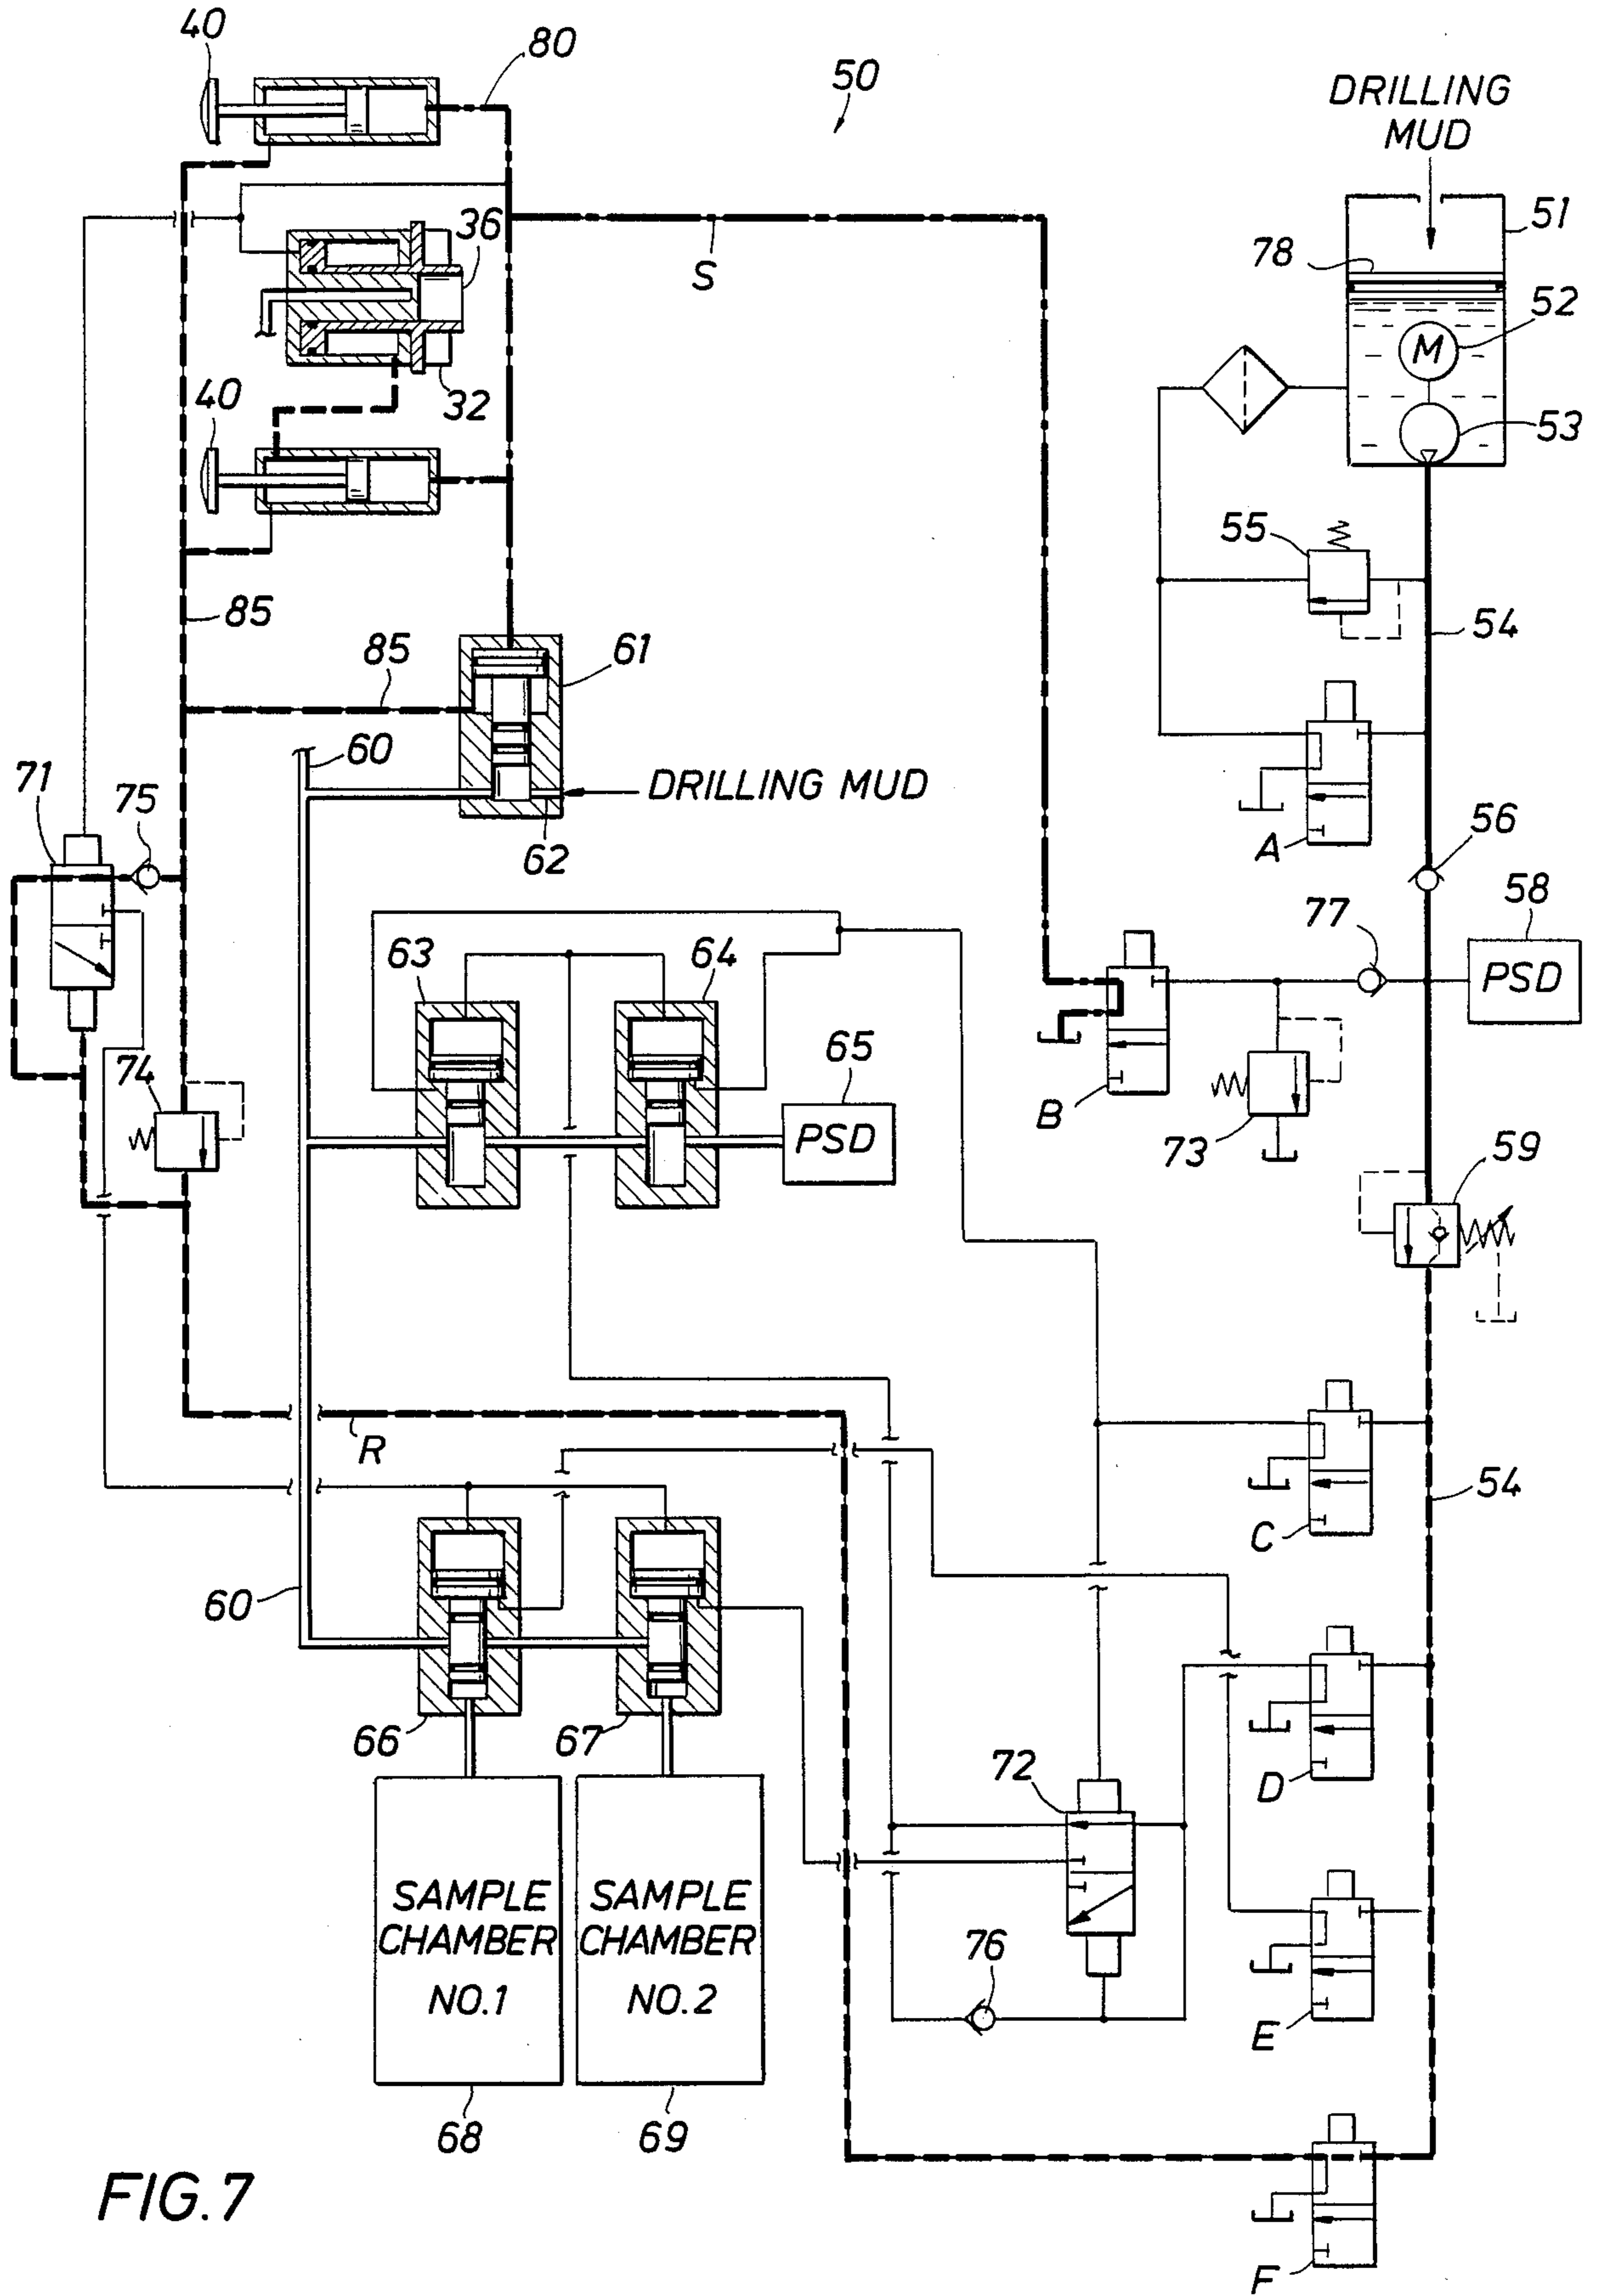 40
80
50
DRILLING
MUD
51
36
S
78
52
M
40
32
53
55
54
85
85
61
60
71
75
DRILLING MUD
62
A
56
58
77
63
64
PSD
74
65
PSD
B
73
59
R
C
54
60
66
67
72
D
SAMPLE
CHAMBER
NO.1
SAMPLE
CHAMBER
NO.2
76
E
68
69
FIG.7
F